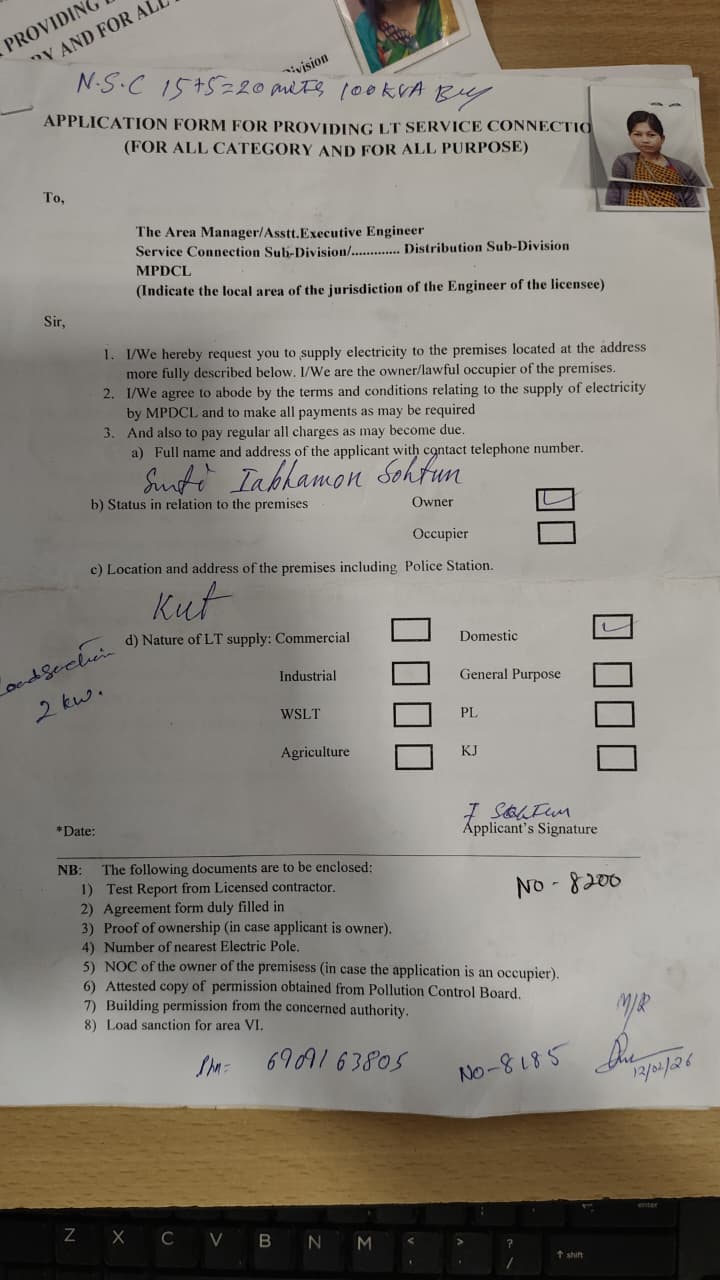 PROVIDING
AND FOR ALL
ivision
N.S.C 15+5=20 mets 100 KVA
APPLICATION FORM FOR PROVIDING LT SERVICE CONNECTIO
(FOR ALL CATEGORY AND FOR ALL PURPOSE)
To,
The Area Manager/Asstt.Executive Engineer
Service Connection Sub-Division/............. Distribution Sub-Division
MPDCL
(Indicate the local area of the jurisdiction of the Engineer of the licensee)
Sir,
1. I/We hereby request you to supply electricity to the premises located at the address
more fully described below. I/We are the owner/lawful occupier of the premises.
2. I/We agree to abode by the terms and conditions relating to the supply of electricity
by MPDCL and to make all payments as may be required
3. And also to pay regular all charges as may become due.
a) Full name and address of the applicant with contact telephone number.
Smti Iabhamon Sohtun
b) Status in relation to the premises Owner
Occupier
c) Location and address of the premises including Police Station.
Kut
d) Nature of LT supply: Commercial Domestic
Industrial General Purpose
2 kw.
WSLT PL
Agriculture KJ
I Sohtun
*Date: Applicant's Signature
NB: The following documents are to be enclosed:
1) Test Report from Licensed contractor.
NO - 8200
2) Agreement form duly filled in
3) Proof of ownership (in case applicant is owner).
4) Number of nearest Electric Pole.
5) NOC of the owner of the premisess (in case the application is an occupier).
6) Attested copy of permission obtained from Pollution Control Board.
7) Building permission from the concerned authority.
8) Load sanction for area VI.
M/R
Phn= 6909163805 NO-8185
12/02/26
Z X C V B N M < , > . ? / ↑ shift
enter